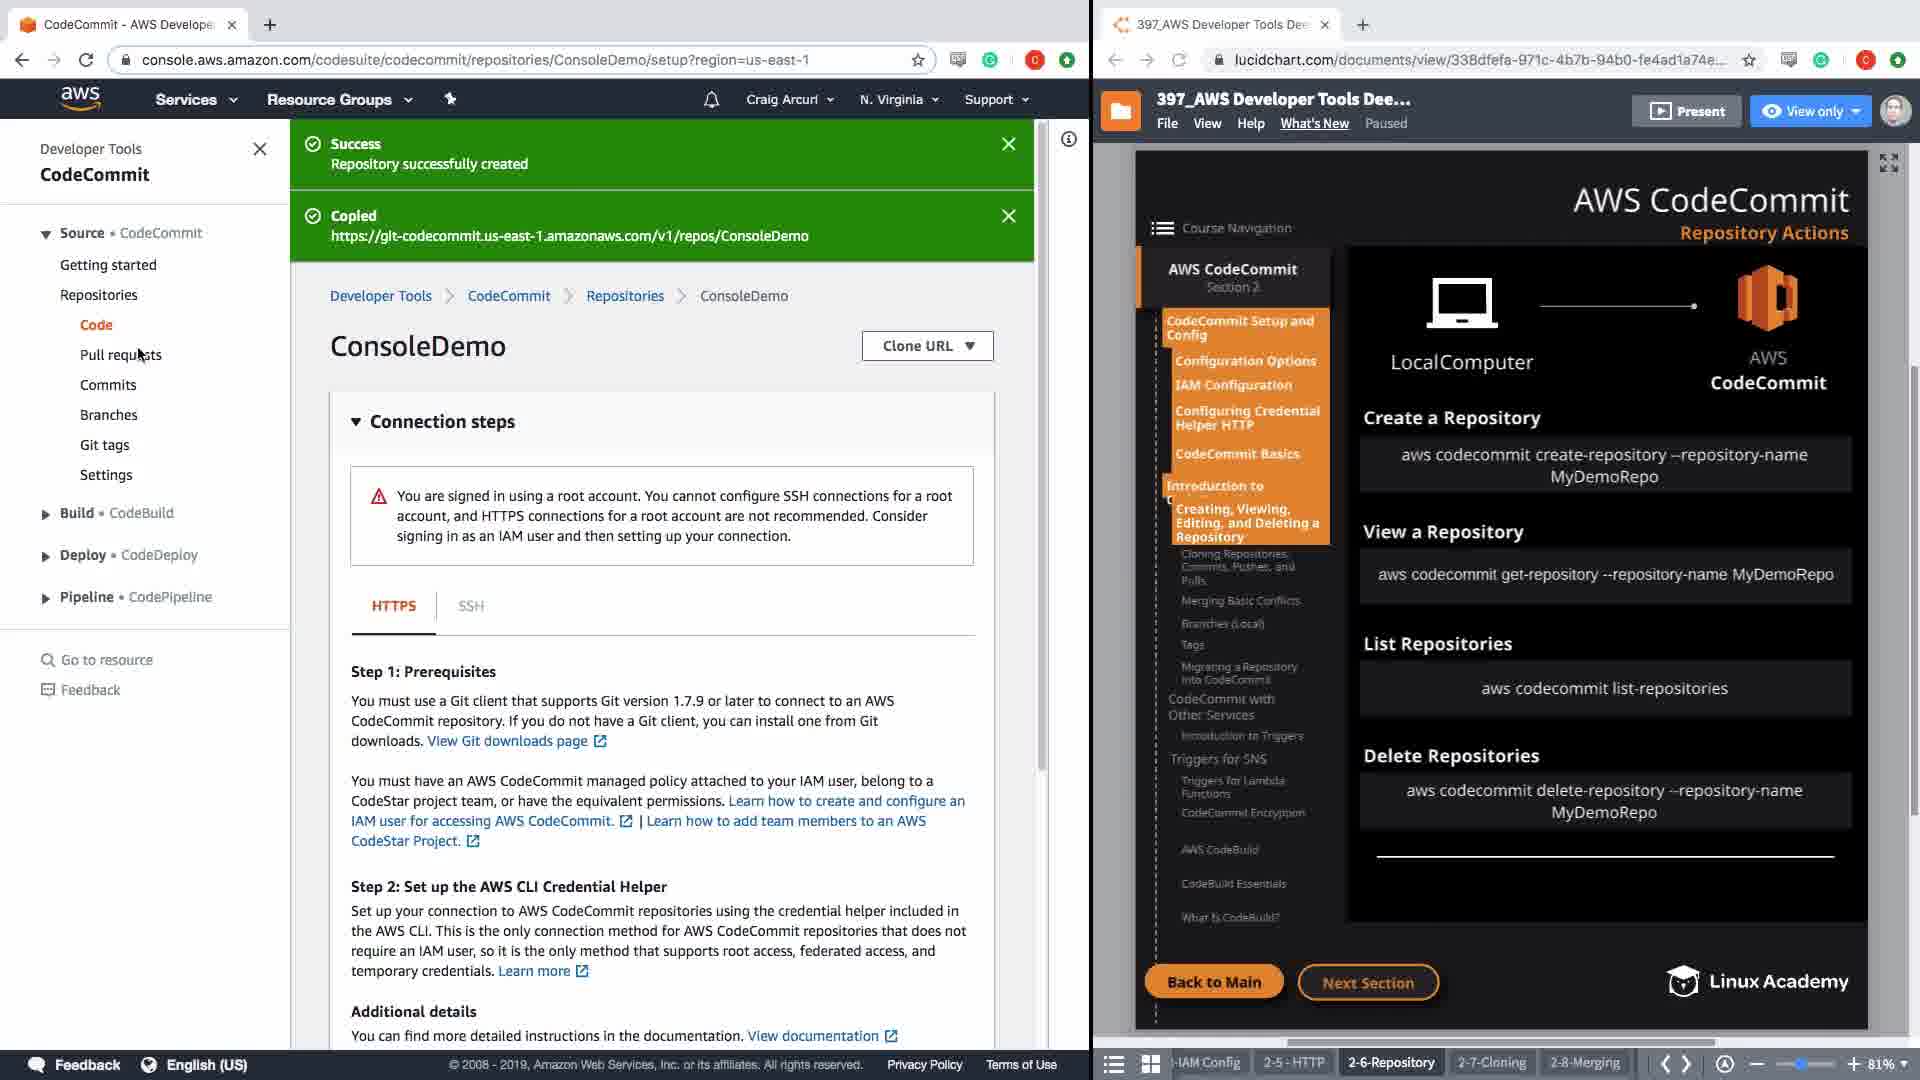 CodeCommit - AWS Develope
console.aws.amazon.com/codesuite/codecommit/repositories/ConsoleDemo/setup?region=us-east-1
aws
Services
Resource Groups
Craig Arcuri
N. Virginia
Support
Developer Tools
CodeCommit
Source • CodeCommit
Getting started
Repositories
Code
Pull requests
Commits
Branches
Git tags
Settings
Build • CodeBuild
Deploy • CodeDeploy
Pipeline • CodePipeline
Go to resource
Feedback
Success
Repository successfully created
Copied
https://git-codecommit.us-east-1.amazonaws.com/v1/repos/ConsoleDemo
Developer Tools
CodeCommit
Repositories
ConsoleDemo
ConsoleDemo
Clone URL
Connection steps
You are signed in using a root account. You cannot configure SSH connections for a root
account, and HTTPS connections for a root account are not recommended. Consider
signing in as an IAM user and then setting up your connection.
HTTPS
SSH
Step 1: Prerequisites
You must use a Git client that supports Git version 1.7.9 or later to connect to an AWS
CodeCommit repository. If you do not have a Git client, you can install one from Git
downloads. View Git downloads page
You must have an AWS CodeCommit managed policy attached to your IAM user, belong to a
CodeStar project team, or have the equivalent permissions. Learn how to create and configure an
IAM user for accessing AWS CodeCommit. | Learn how to add team members to an AWS
CodeStar Project.
Step 2: Set up the AWS CLI Credential Helper
Set up your connection to AWS CodeCommit repositories using the credential helper included in
the AWS CLI. This is the only connection method for AWS CodeCommit repositories that does not
require an IAM user, so it is the only method that supports root access, federated access, and
temporary credentials. Learn more
Additional details
You can find more detailed instructions in the documentation. View documentation
Feedback
English (US)
© 2008 - 2019, Amazon Web Services, Inc. or its affiliates. All rights reserved.
Privacy Policy
Terms of Use
397_AWS Developer Tools Dee
lucidchart.com/documents/view/338dfefa-971c-4b7b-94b0-fe4ad1a74e...
397_AWS Developer Tools Dee...
File
View
Help
What's New
Paused
Present
View only
AWS CodeCommit
Repository Actions
Course Navigation
AWS CodeCommit
Section 2
CodeCommit Setup and
Config
Configuration Options
IAM Configuration
Configuring Credential
Helper HTTP
CodeCommit Basics
Introduction to
Creating, Viewing,
Editing, and Deleting a
Repository
Cloning Repositories,
Commits, Pushes, and
Pulls
Merging Basic Conflicts
Branches (Local)
Tags
Migrating a Repository
Into CodeCommit
CodeCommit with
Other Services
Introduction to Triggers
Triggers for SNS
Triggers for Lambda
Functions
CodeCommit Encryption
AWS CodeBuild
CodeBuild Essentials
What Is CodeBuild?
LocalComputer
AWS
CodeCommit
Create a Repository
aws codecommit create-repository --repository-name
MyDemoRepo
View a Repository
aws codecommit get-repository --repository-name MyDemoRepo
List Repositories
aws codecommit list-repositories
Delete Repositories
aws codecommit delete-repository --repository-name
MyDemoRepo
Back to Main
Next Section
Linux Academy
-IAM Config
2-5 - HTTP
2-6-Repository
2-7-Cloning
2-8-Merging
81%